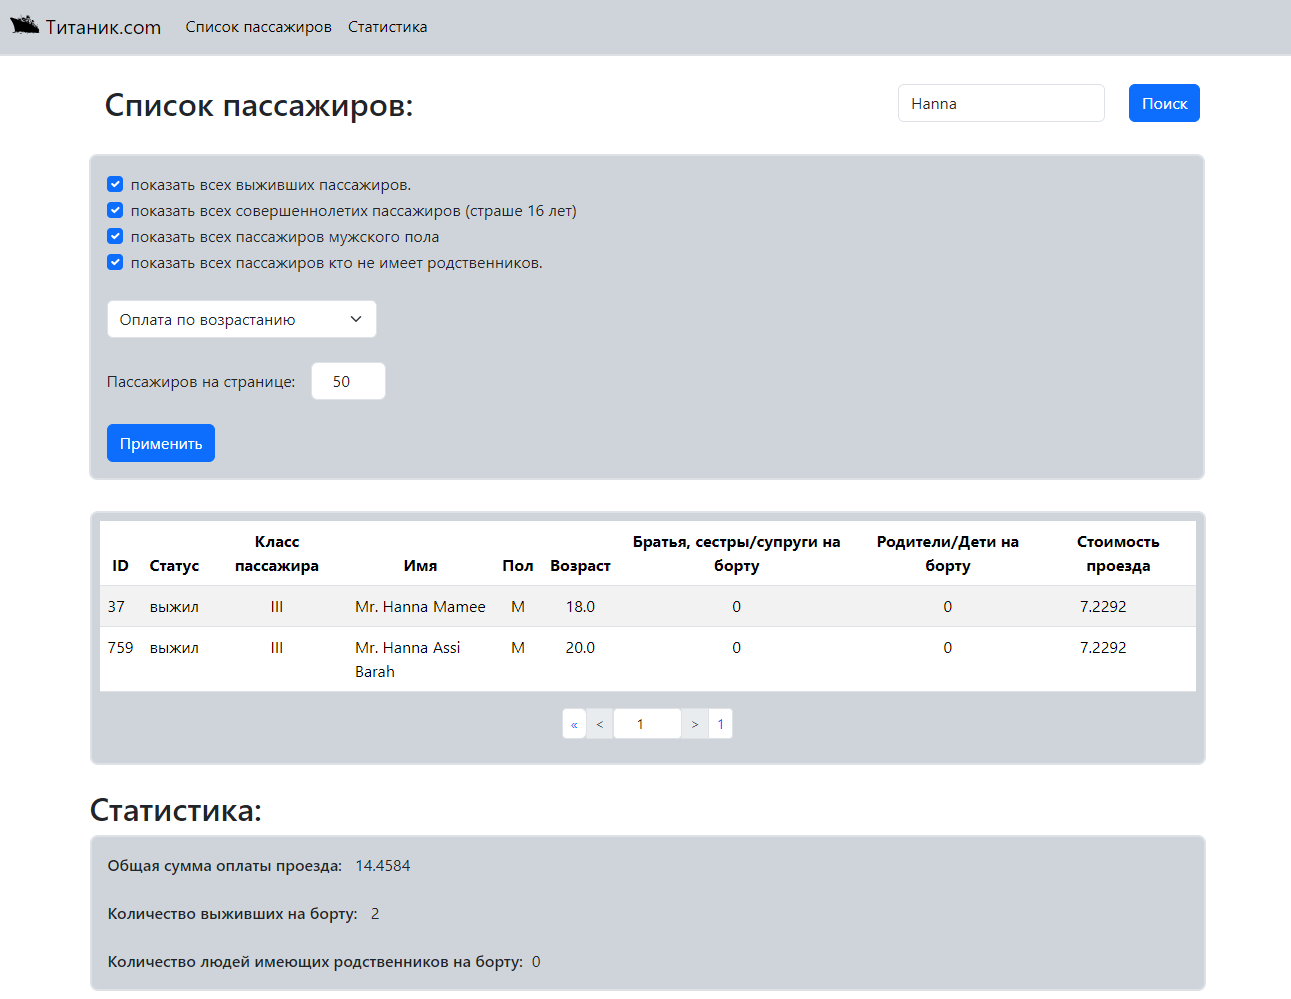 Титаник.com Список пассажиров Статистика
Список пассажиров:
Hanna Поиск
показать всех выживших пассажиров.
показать всех совершеннолетих пассажиров (страше 16 лет)
показать всех пассажиров мужского пола
показать всех пассажиров кто не имеет родственников.
Оплата по возрастанию
Пассажиров на странице: 50
Применить
Класс Братья, сестры/супруги на Родители/Дети на Стоимость
ID Статус пассажира Имя Пол Возраст борту борту проезда
37 выжил III Mr. Hanna Mamee М 18.0 0 0 7.2292
759 выжил III Mr. Hanna Assi М 20.0 0 0 7.2292
Barah
« < 1 > 1
Статистика:
Общая сумма оплаты проезда: 14.4584
Количество выживших на борту: 2
Количество людей имеющих родственников на борту: 0